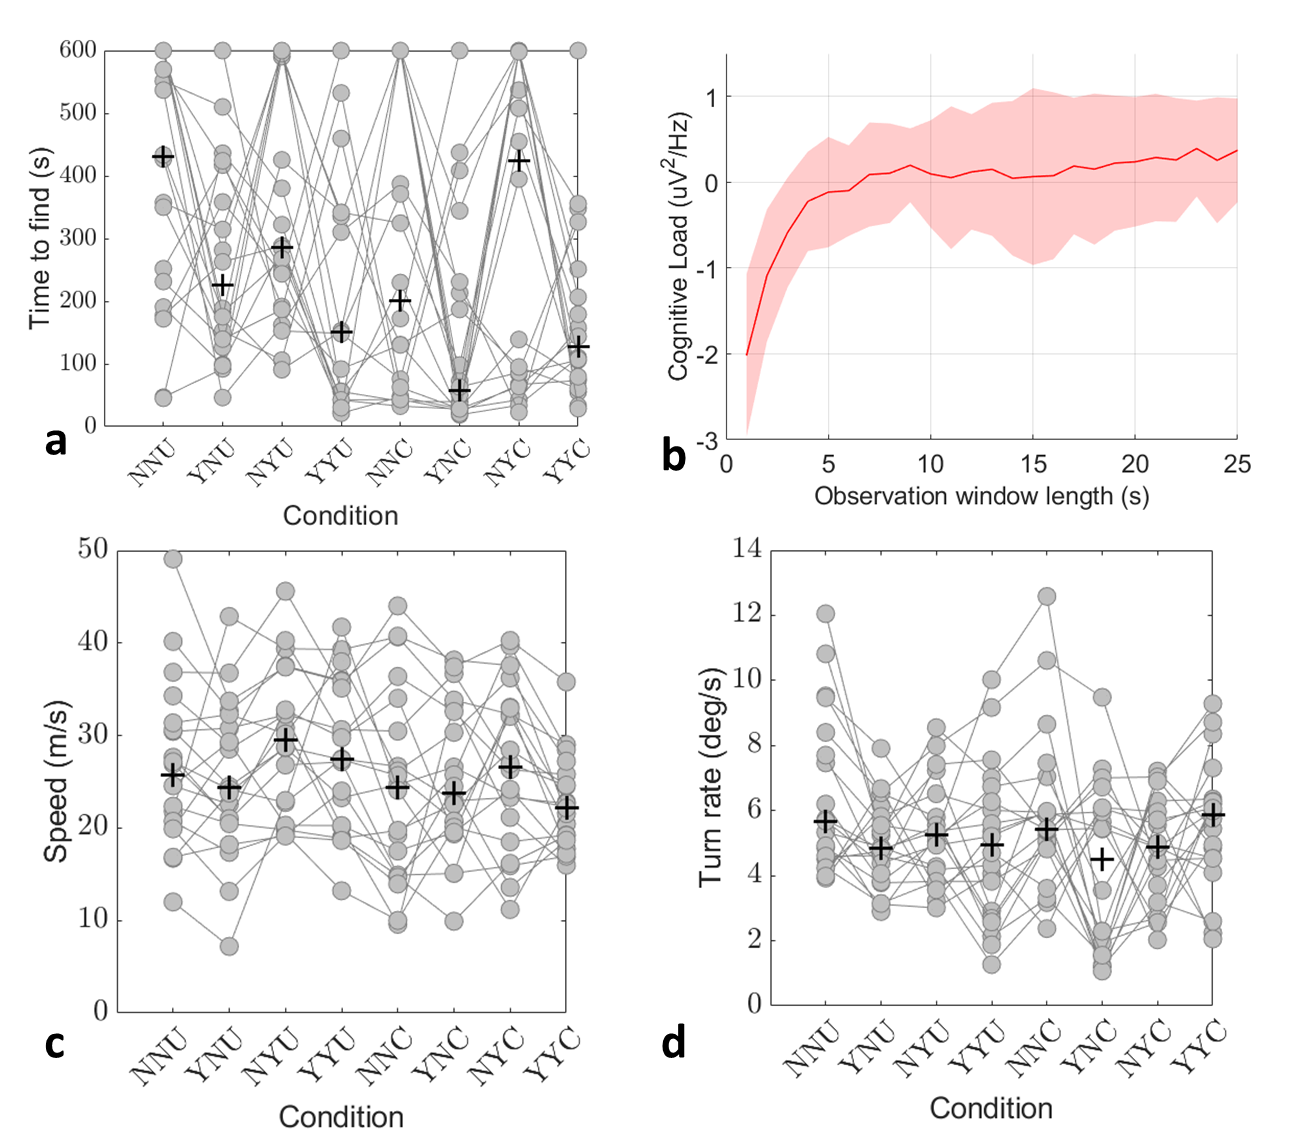 600
500
400
300
200
100
0
Time to find (s)
NNU YNU NYU YYU NNC YNC NYC YYC
Condition
a
1
0
-1
-2
-3
Cognitive Load (uV²/Hz)
0 5 10 15 20 25
Observation window length (s)
b
50
40
30
20
10
0
Speed (m/s)
NNU YNU NYU YYU NNC YNC NYC YYC
Condition
c
14
12
10
8
6
4
2
0
Turn rate (deg/s)
NNU YNU NYU YYU NNC YNC NYC YYC
Condition
d